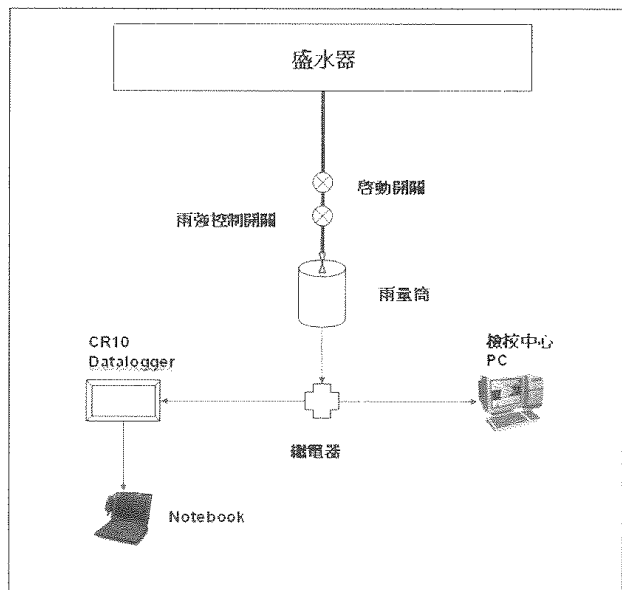 盛水器
啓動開關
雨強控制開關
雨量筒
CR10
Datalogger
檢校中心
PC
繼電器
Notebook